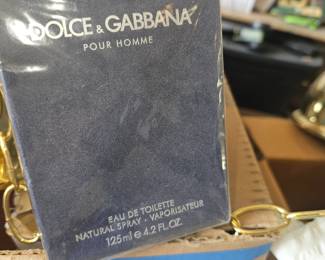 DOLCE & GABBANA
POUR HOMME
EAU DE TOILETTE
NATURAL SPRAY - VAPORISATEUR
125ml ℮ 4.2 FL.OZ.